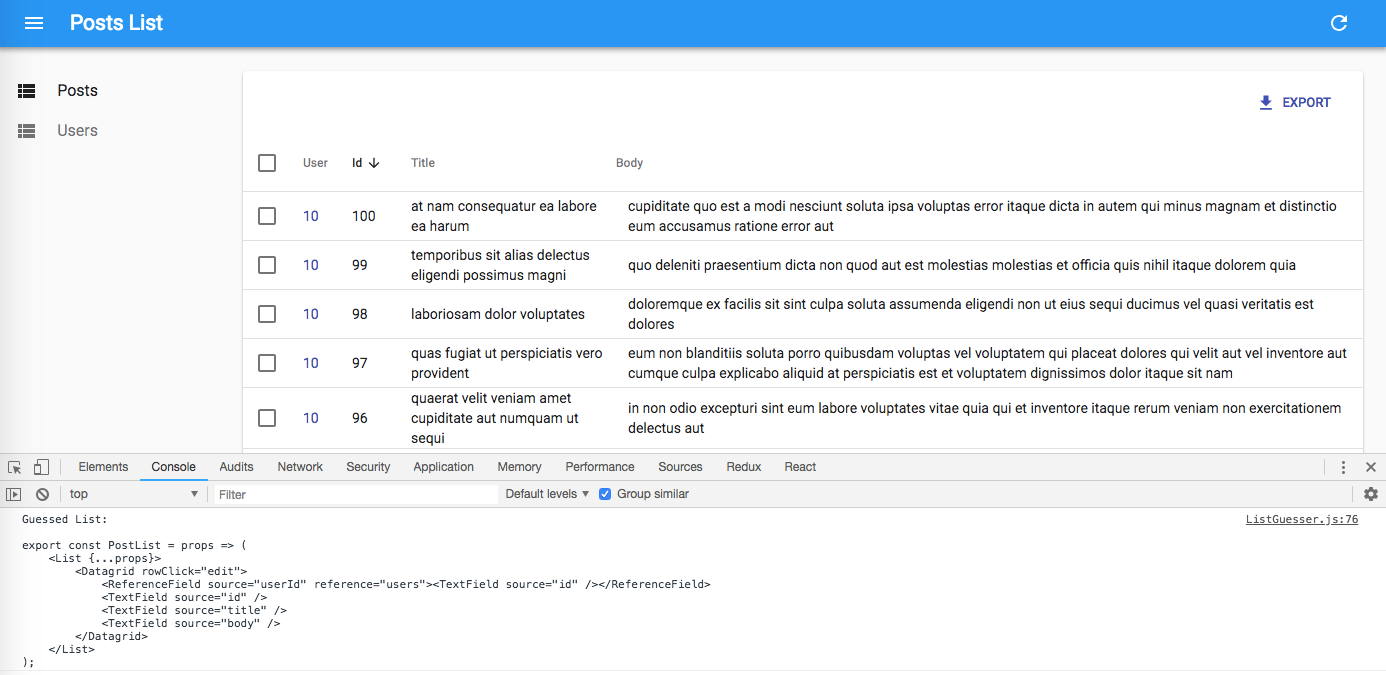 Posts List
Posts
Users
EXPORT
User Id Title Body
10 100 at nam consequatur ea labore ea harum cupiditate quo est a modi nesciunt soluta ipsa voluptas error itaque dicta in autem qui minus magnam et distinctio eum accusamus ratione error aut
10 99 temporibus sit alias delectus eligendi possimus magni quo deleniti praesentium dicta non quod aut est molestias molestias et officia quis nihil itaque dolorem quia
10 98 laboriosam dolor voluptates doloremque ex facilis sit sint culpa soluta assumenda eligendi non ut eius sequi ducimus vel quasi veritatis est dolores
10 97 quas fugiat ut perspiciatis vero provident eum non blanditiis soluta porro quibusdam voluptas vel voluptatem qui placeat dolores qui velit aut vel inventore aut cumque culpa explicabo aliquid at perspiciatis est et voluptatem dignissimos dolor itaque sit nam
10 96 quaerat velit veniam amet cupiditate aut numquam ut sequi in non odio excepturi sint eum labore voluptates vitae quia qui et inventore itaque rerum veniam non exercitationem delectus aut
Elements Console Audits Network Security Application Memory Performance Sources Redux React
top Filter Default levels Group similar
Guessed List: ListGuesser.js:76
export const PostList = props => (
    <List {...props}>
        <Datagrid rowClick="edit">
            <ReferenceField source="userId" reference="users"><TextField source="id" /></ReferenceField>
            <TextField source="id" />
            <TextField source="title" />
            <TextField source="body" />
        </Datagrid>
    </List>
);